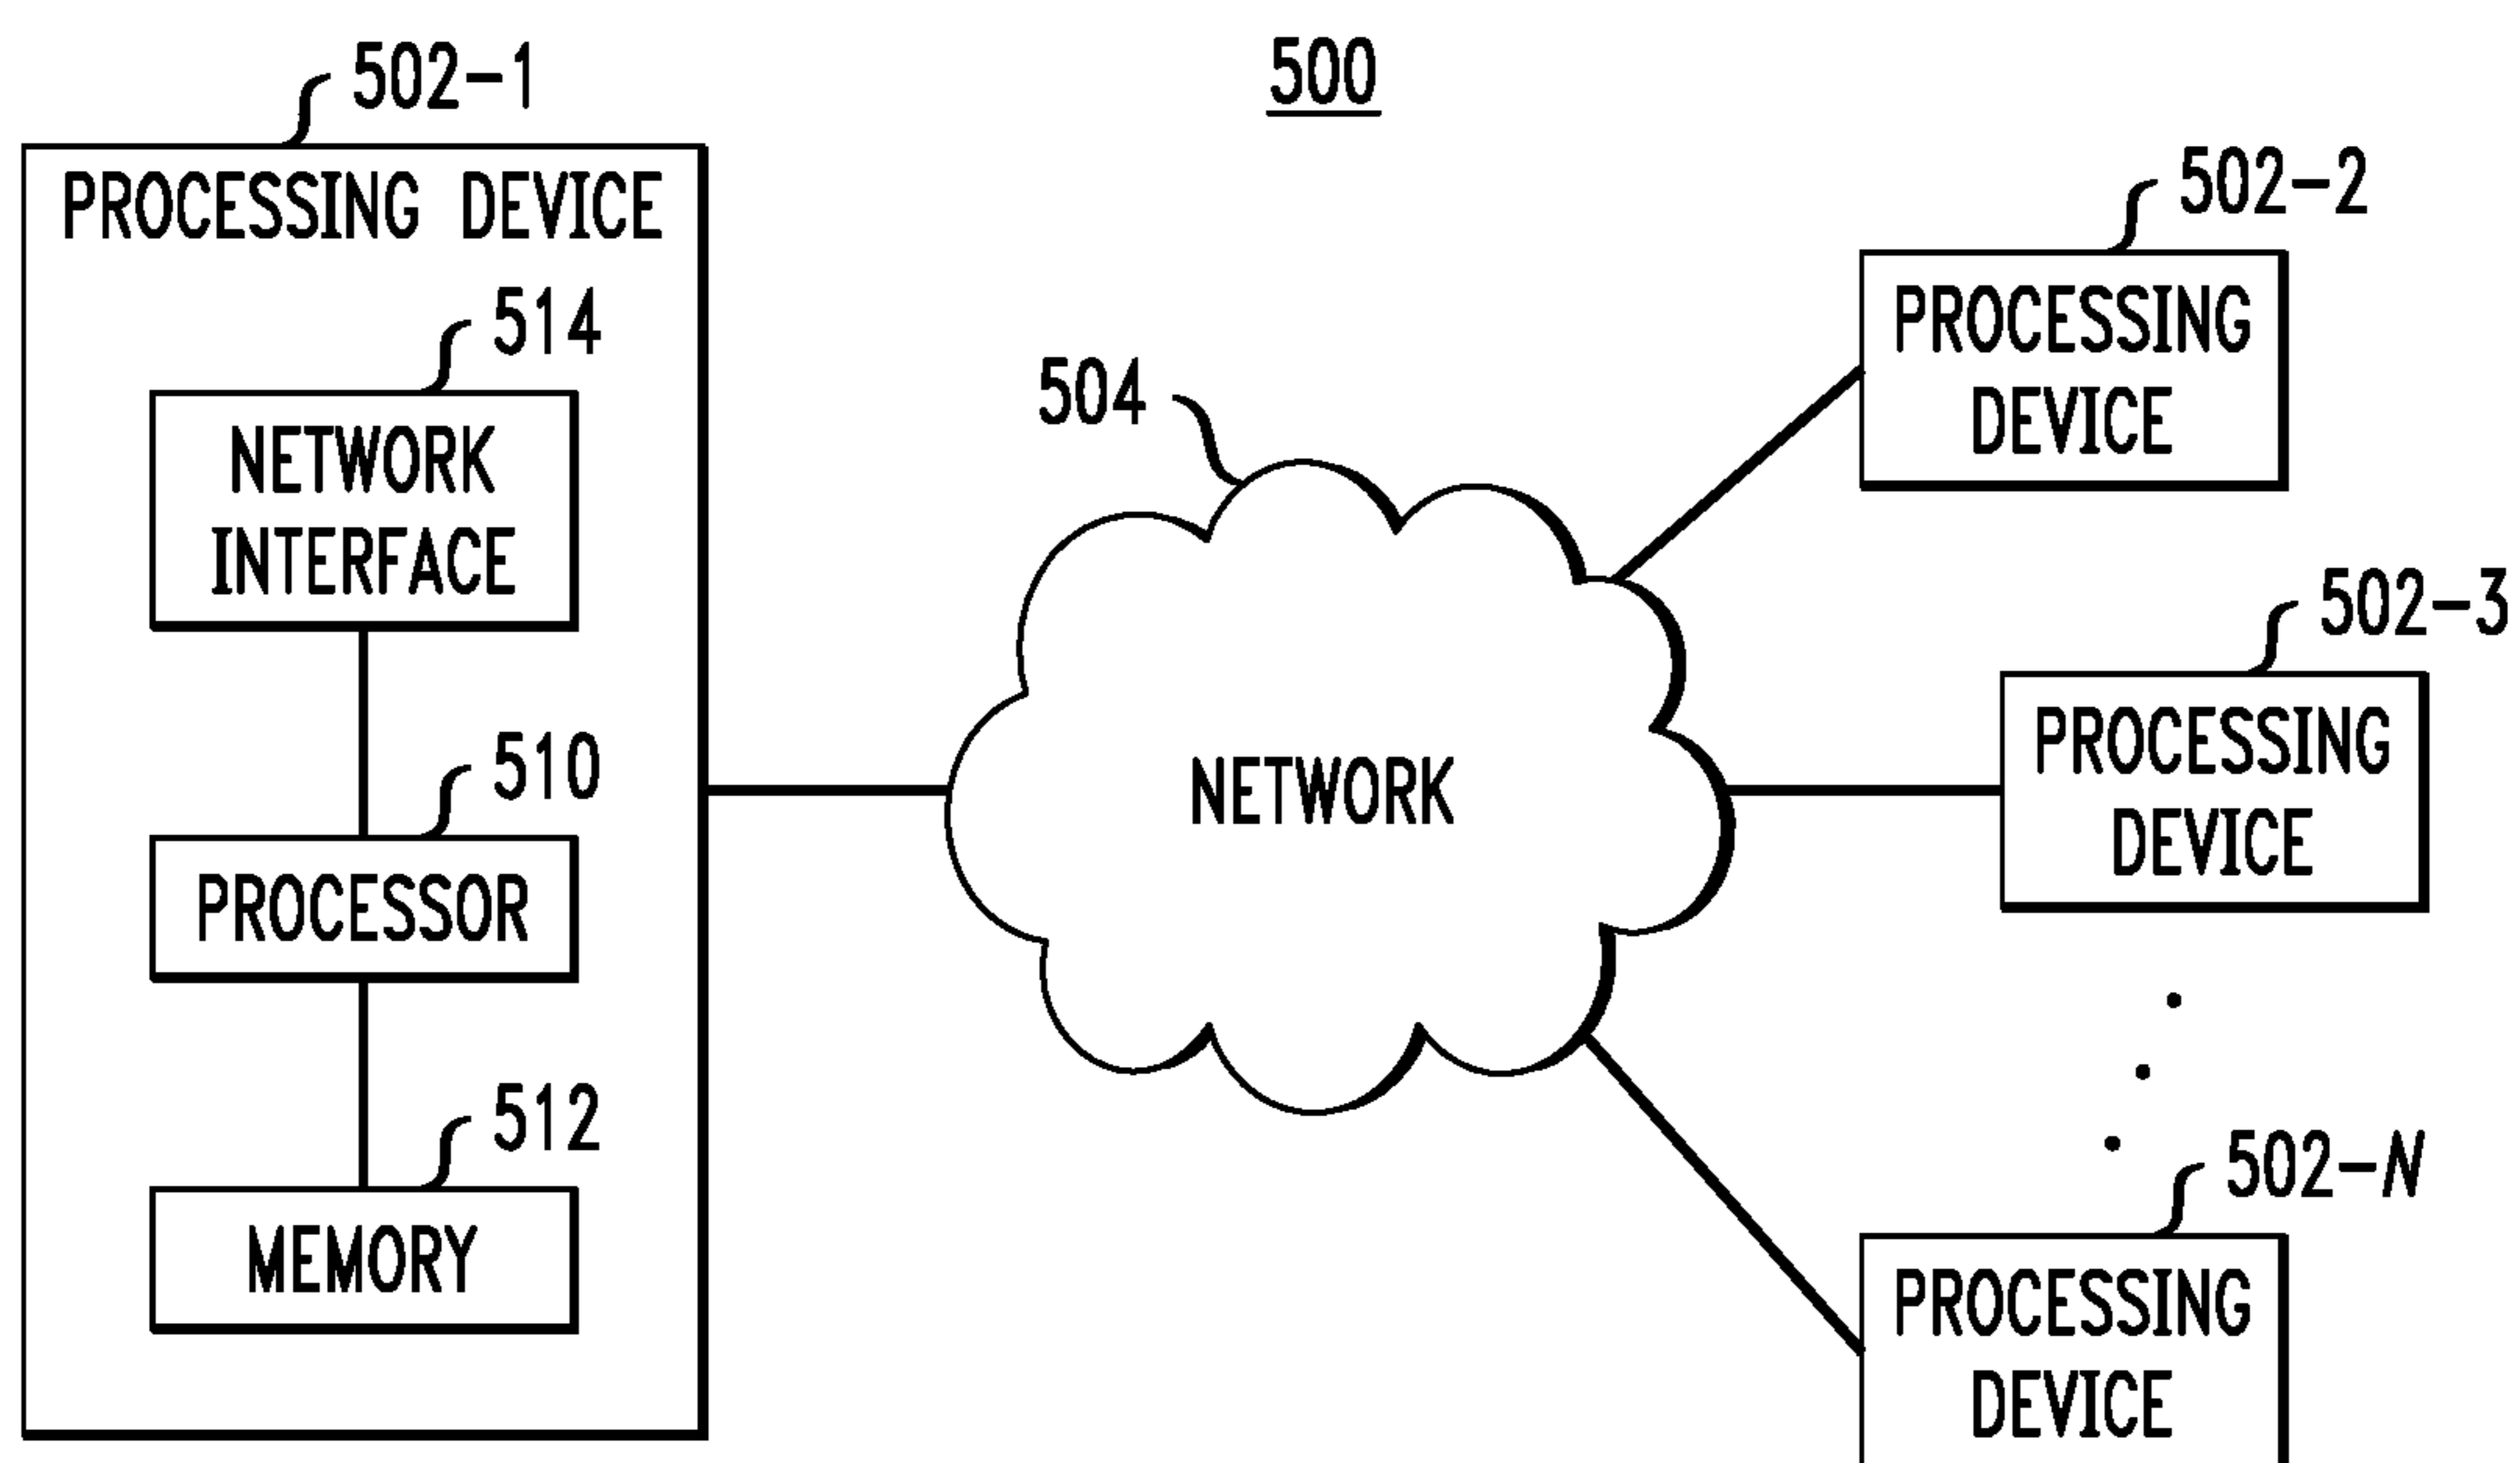 500
502-1
PROCESSING DEVICE
514
NETWORK
INTERFACE
510
PROCESSOR
512
MEMORY
504
NETWORK
502-2
PROCESSING
DEVICE
502-3
PROCESSING
DEVICE
502-N
PROCESSING
DEVICE